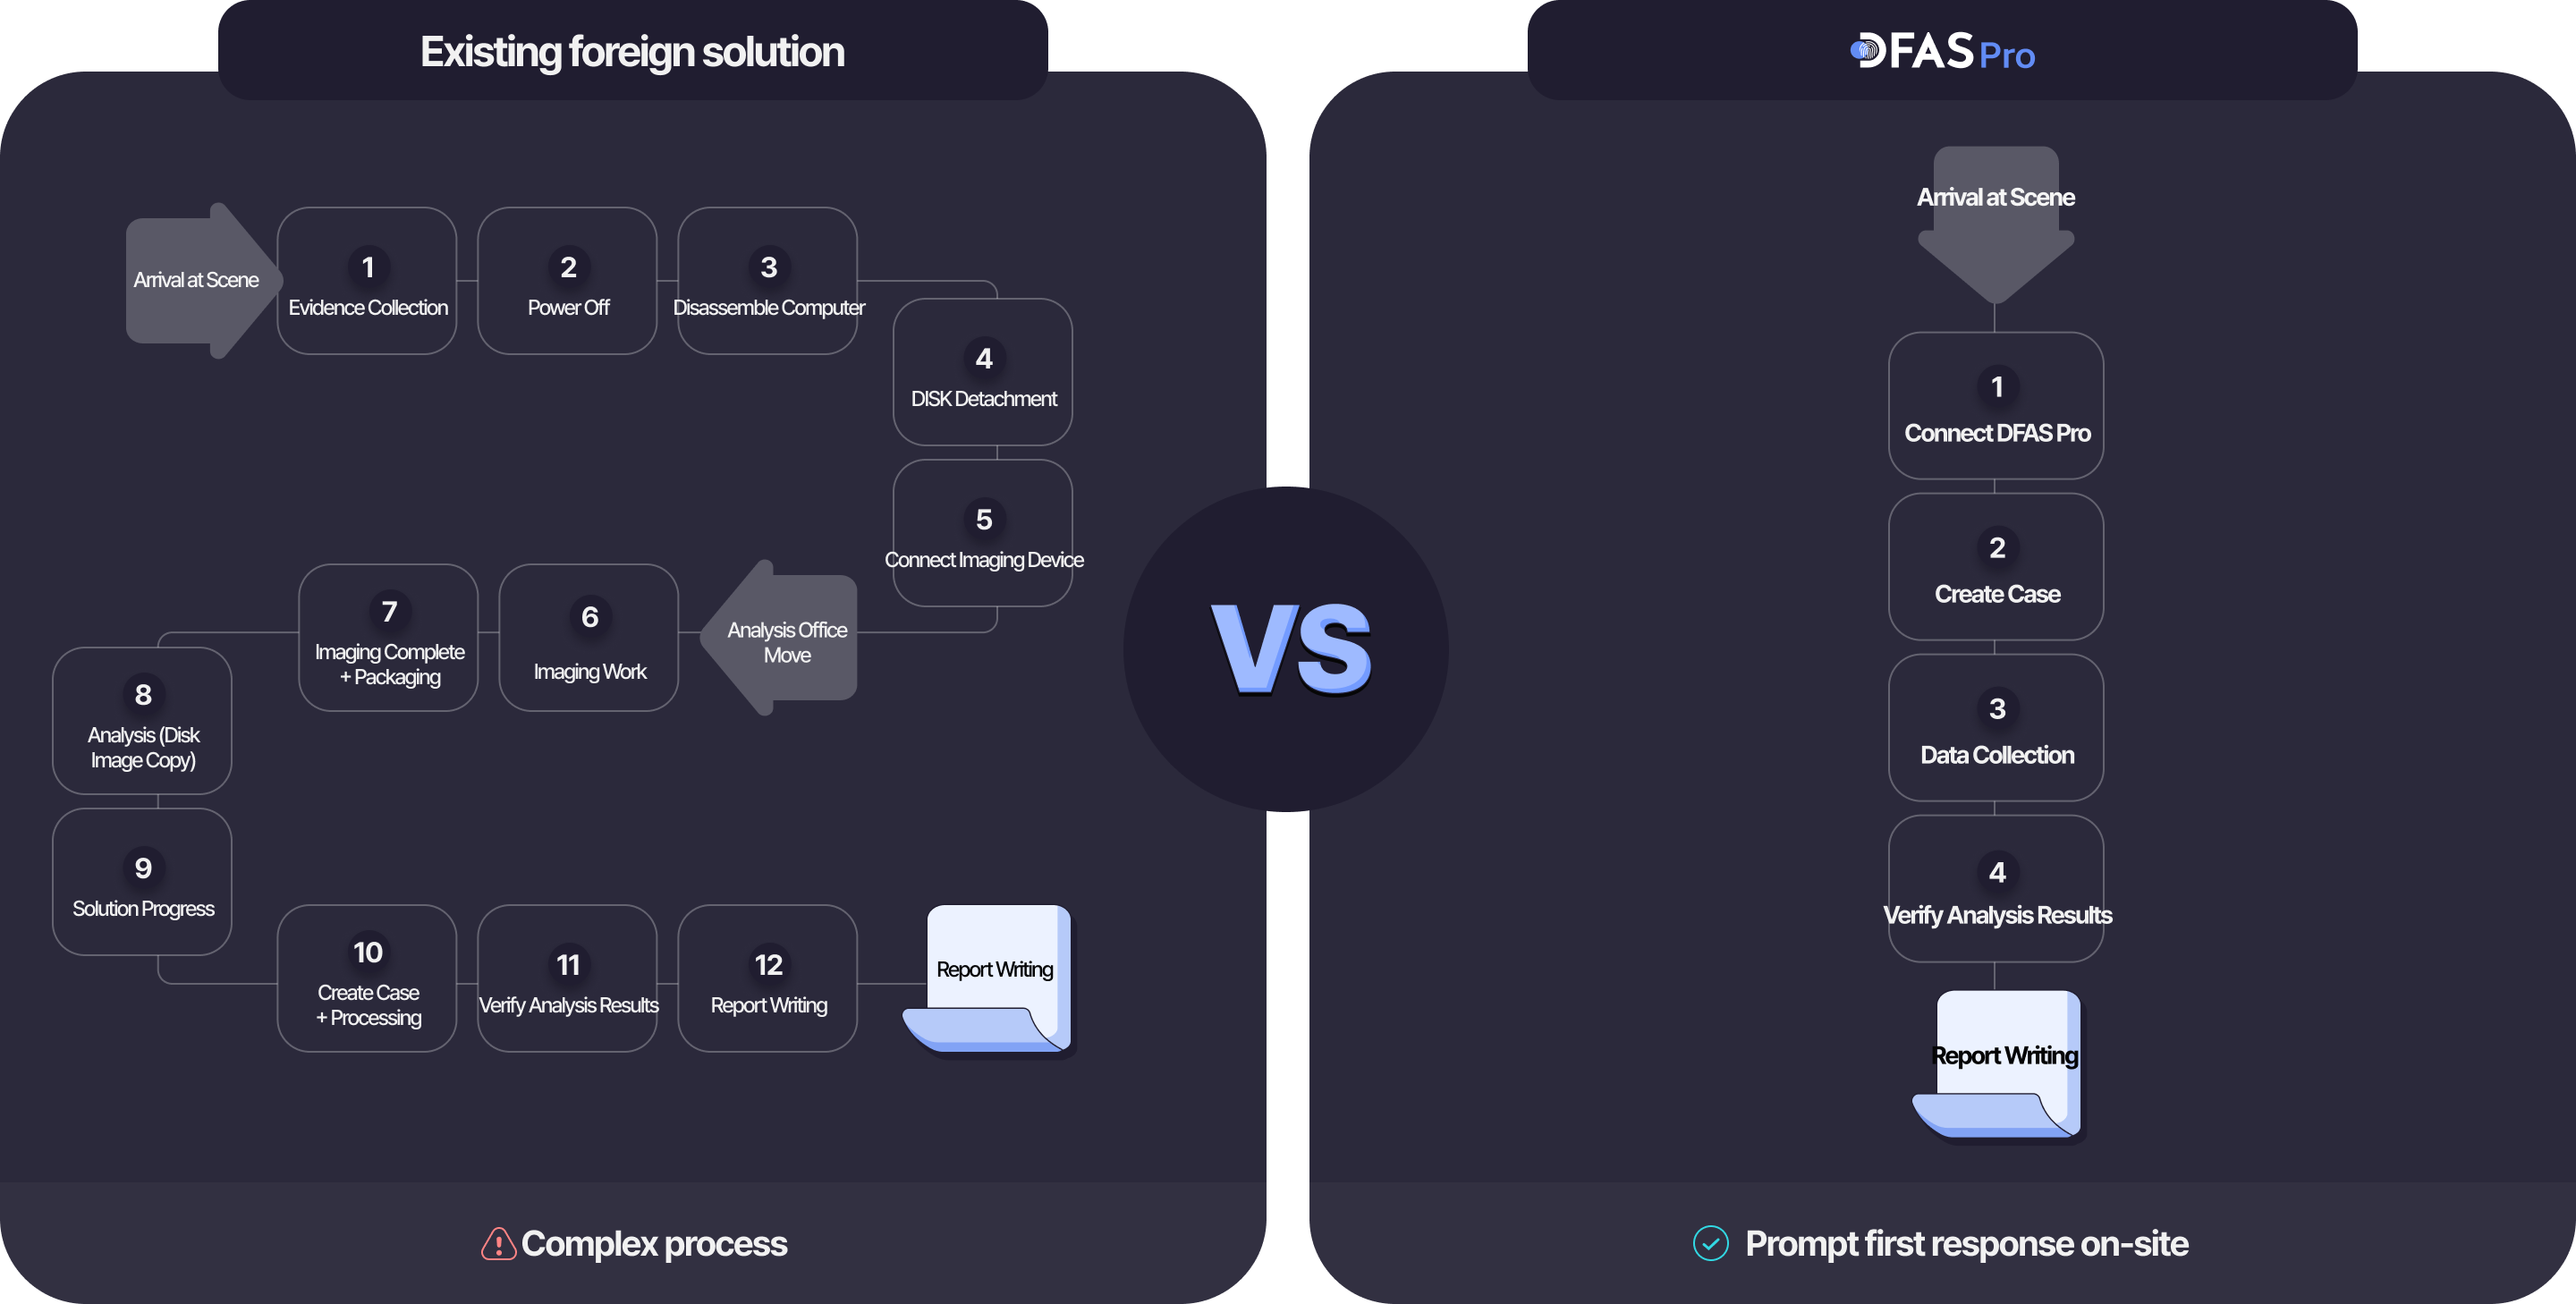 Existing foreign solution
Arrival at Scene
1
Evidence Collection
2
Power Off
3
Disassemble Computer
4
DISK Detachment
5
Connect Imaging Device
Analysis Office
Move
6
Imaging Work
7
Imaging Complete
+ Packaging
8
Analysis (Disk
Image Copy)
9
Solution Progress
10
Create Case
+ Processing
11
Verify Analysis Results
12
Report Writing
Report Writing
Complex process
VS
DFAS Pro
Arrival at Scene
1
Connect DFAS Pro
2
Create Case
3
Data Collection
4
Verify Analysis Results
Report Writing
Prompt first response on-site